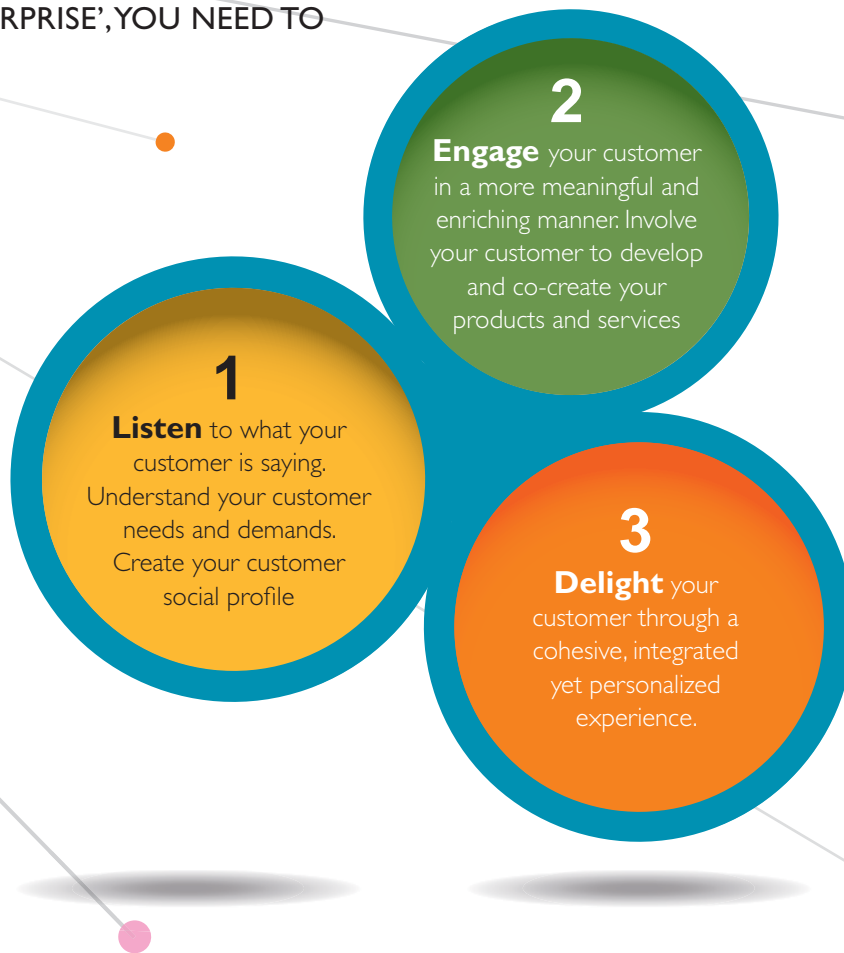 RPRISE’, YOU NEED TO
1
Listen to what your
customer is saying.
Understand your customer
needs and demands.
Create your customer
social profile
2
Engage your customer
in a more meaningful and
enriching manner. Involve
your customer to develop
and co-create your
products and services
3
Delight your
customer through a
cohesive, integrated
yet personalized
experience.